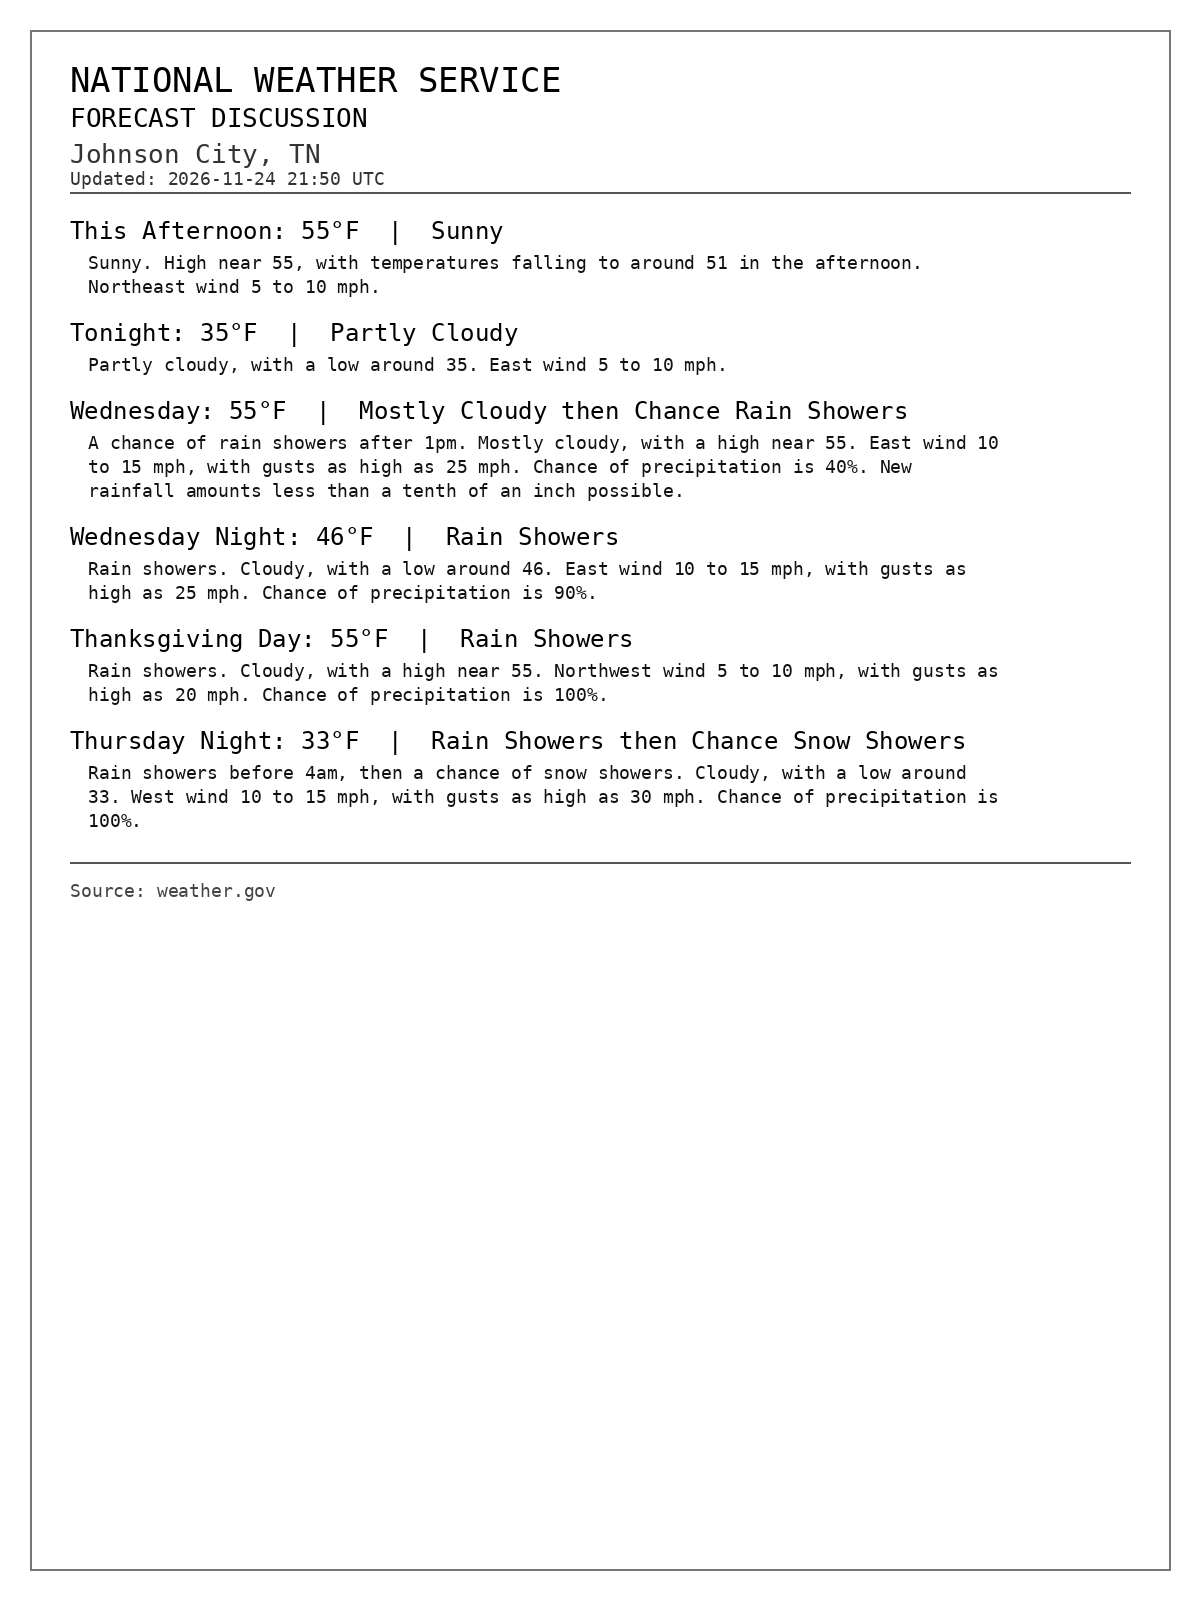 NATIONAL WEATHER SERVICE
FORECAST DISCUSSION
Johnson City, TN
Updated: 2026-11-24 21:50 UTC
This Afternoon: 55°F  |  Sunny
Sunny. High near 55, with temperatures falling to around 51 in the afternoon.
Northeast wind 5 to 10 mph.
Tonight: 35°F  |  Partly Cloudy
Partly cloudy, with a low around 35. East wind 5 to 10 mph.
Wednesday: 55°F  |  Mostly Cloudy then Chance Rain Showers
A chance of rain showers after 1pm. Mostly cloudy, with a high near 55. East wind 10
to 15 mph, with gusts as high as 25 mph. Chance of precipitation is 40%. New
rainfall amounts less than a tenth of an inch possible.
Wednesday Night: 46°F  |  Rain Showers
Rain showers. Cloudy, with a low around 46. East wind 10 to 15 mph, with gusts as
high as 25 mph. Chance of precipitation is 90%.
Thanksgiving Day: 55°F  |  Rain Showers
Rain showers. Cloudy, with a high near 55. Northwest wind 5 to 10 mph, with gusts as
high as 20 mph. Chance of precipitation is 100%.
Thursday Night: 33°F  |  Rain Showers then Chance Snow Showers
Rain showers before 4am, then a chance of snow showers. Cloudy, with a low around
33. West wind 10 to 15 mph, with gusts as high as 30 mph. Chance of precipitation is
100%.
Source: weather.gov